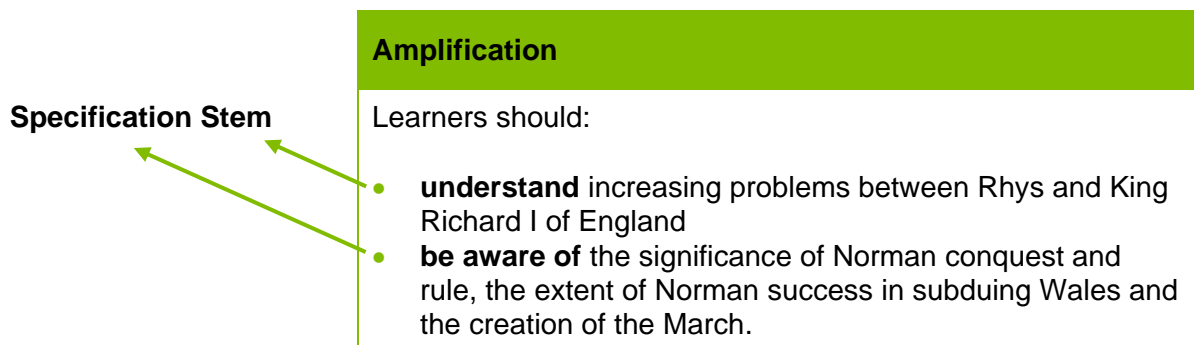 Amplification
Specification Stem
Learners should:
• understand increasing problems between Rhys and King
Richard I of England
• be aware of the significance of Norman conquest and
rule, the extent of Norman success in subduing Wales and
the creation of the March.